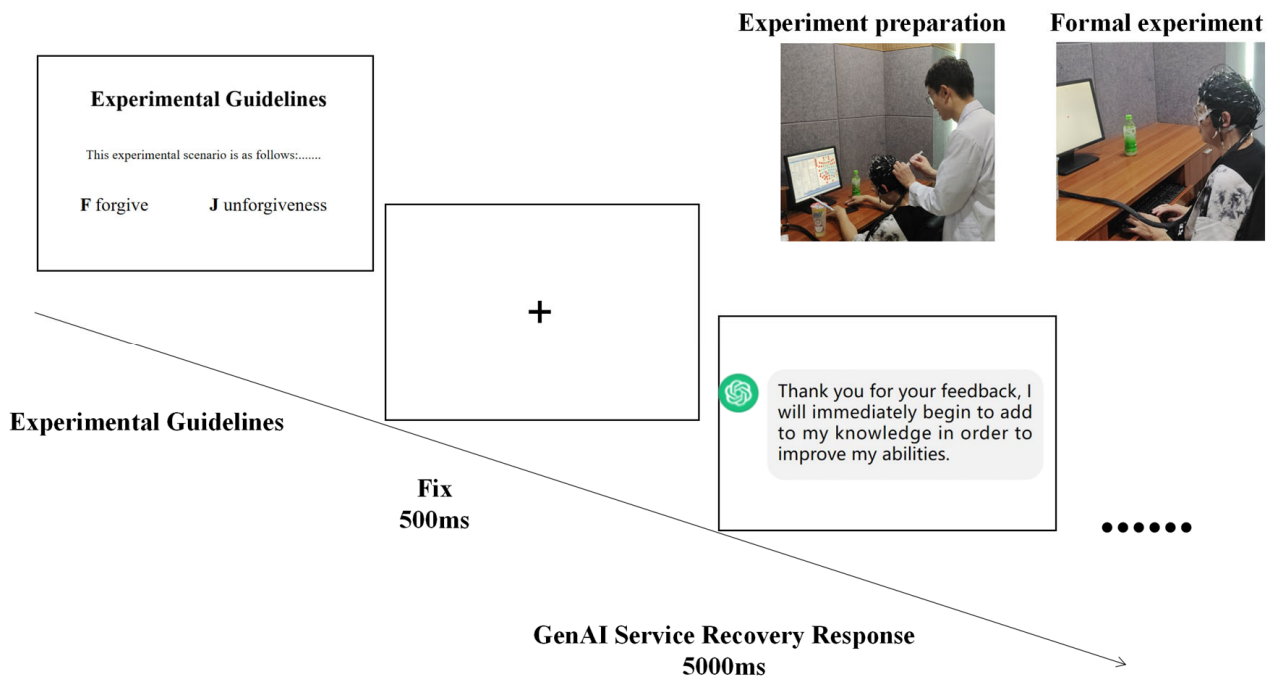 Experiment preparation
Formal experiment
Experimental Guidelines
This experimental scenario is as follows:.......
F forgive
J unforgiveness
+
Thank you for your feedback, I
will immediately begin to add
to my knowledge in order to
improve my abilities.
Experimental Guidelines
Fix
500ms
......
GenAI Service Recovery Response
5000ms